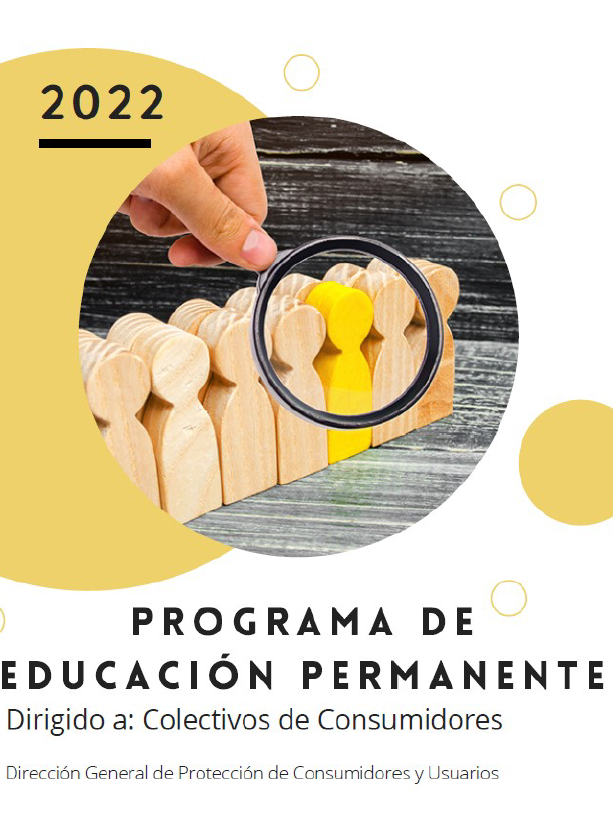 2022
PROGRAMA DE
EDUCACIÓN PERMANENTE
Dirigido a: Colectivos de Consumidores
Dirección General de Protección de Consumidores y Usuarios